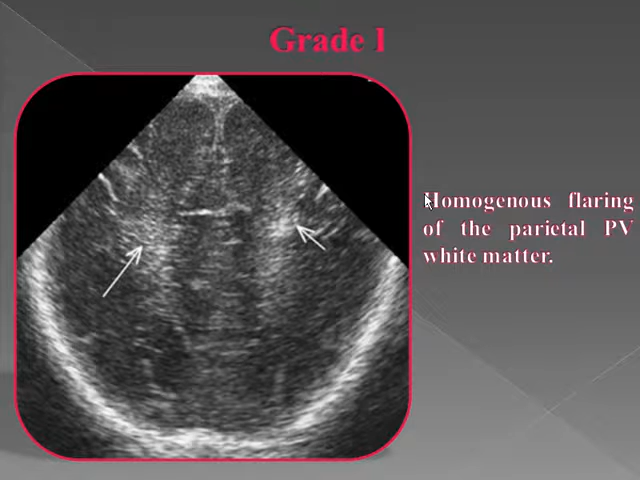 Grade I
Homogenous flaring
of the parietal PV
white matter.